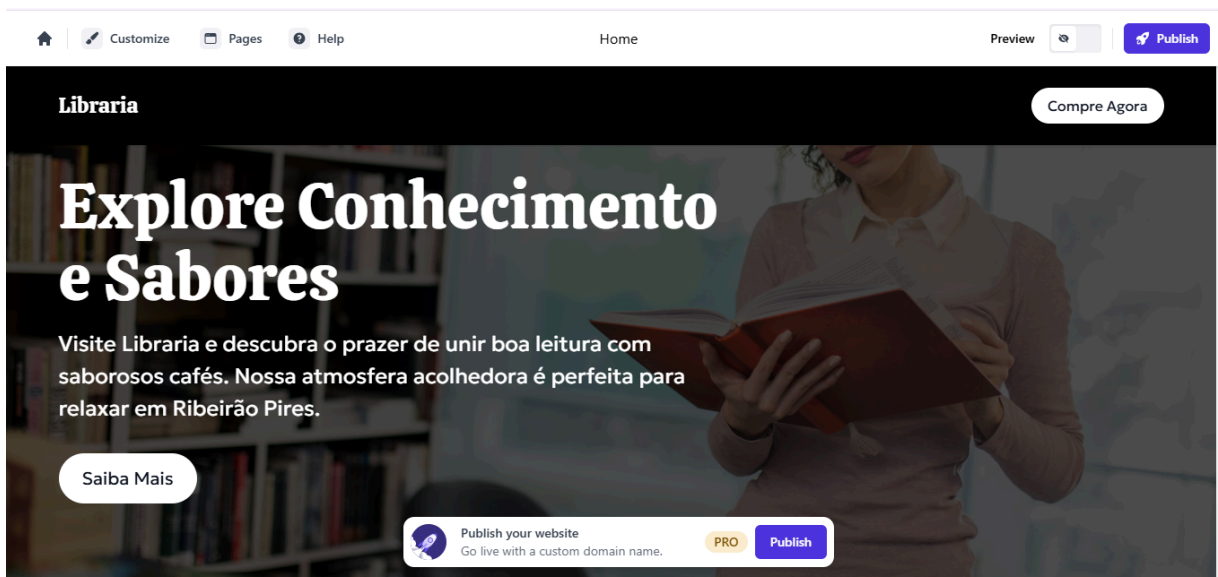 Customize
Pages
Help
Home
Preview
Publish
Libraria
Compre Agora
Explore Conhecimento
e Sabores
Visite Libraria e descubra o prazer de unir boa leitura com
saborosos cafés. Nossa atmosfera acolhedora é perfeita para
relaxar em Ribeirão Pires.
Saiba Mais
Publish your website
Go live with a custom domain name.
PRO
Publish